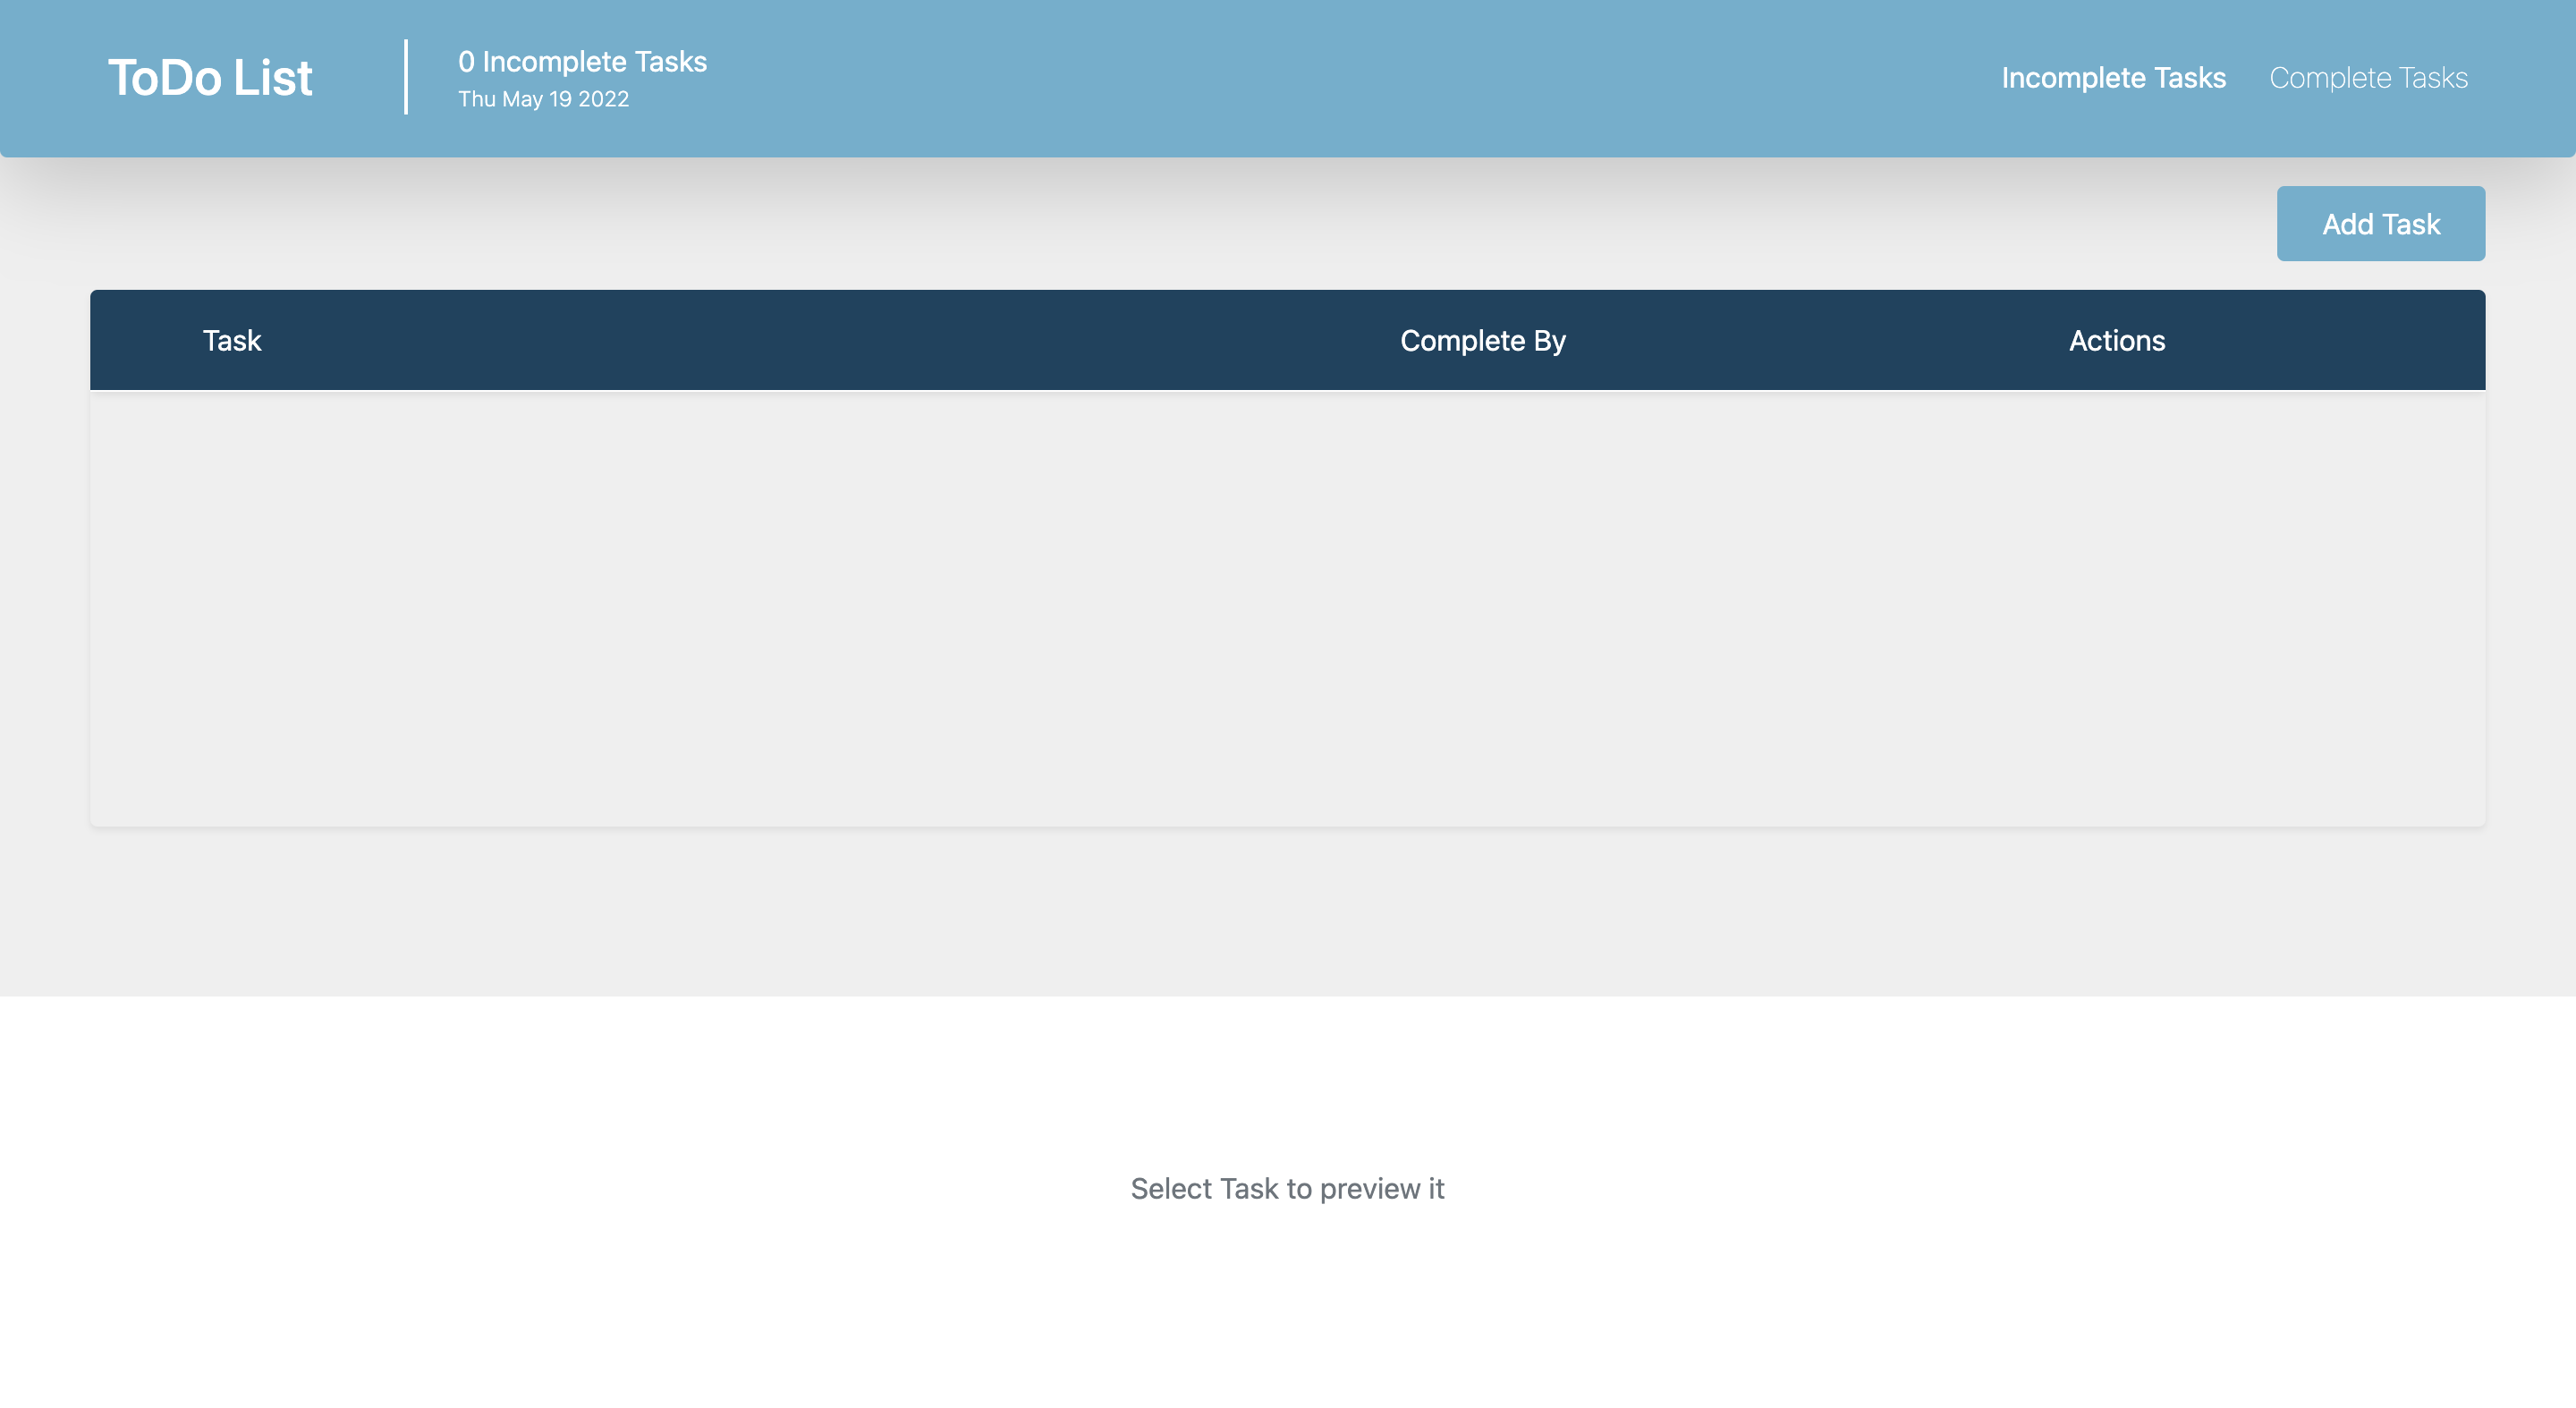 ToDo List
0 Incomplete Tasks
Thu May 19 2022
Incomplete Tasks
Complete Tasks
Add Task
Task
Complete By
Actions
Select Task to preview it